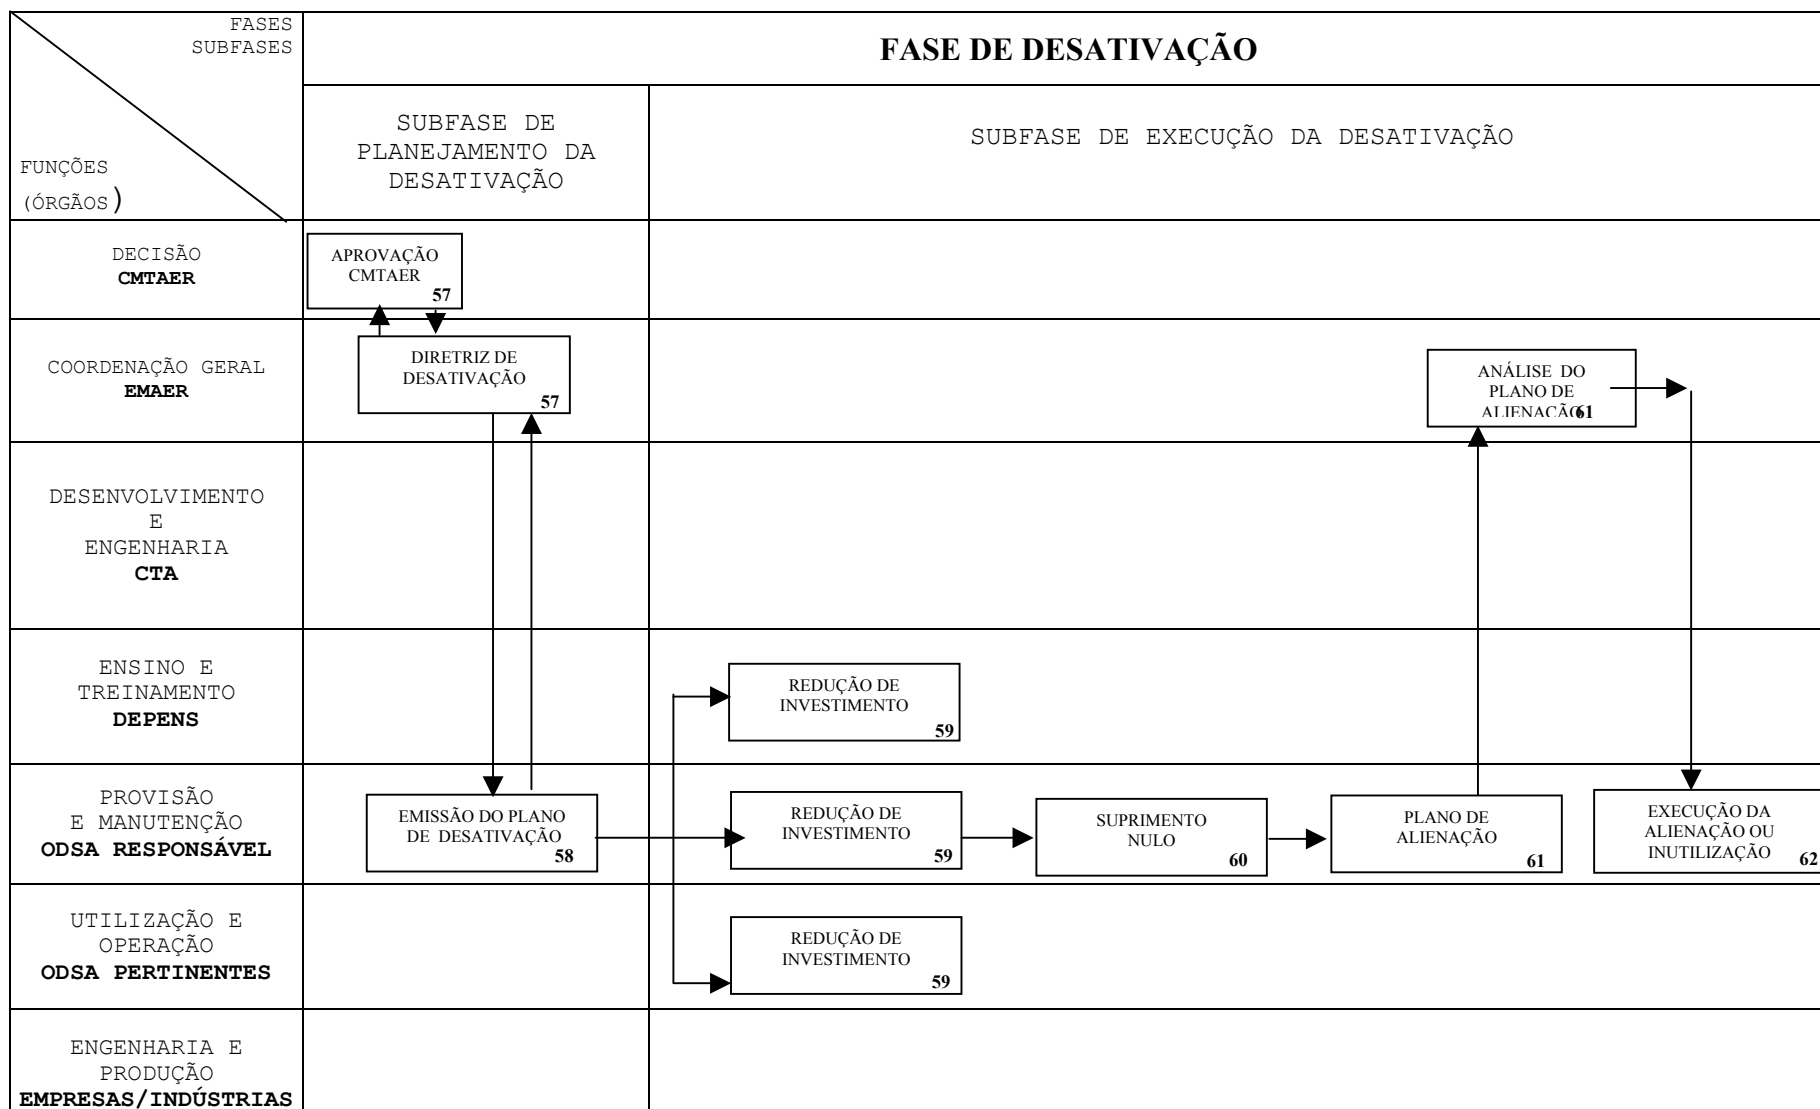 FASES
SUBFASES
FUNÇÕES
(ÓRGÃOS)
FASE DE DESATIVAÇÃO
SUBFASE DE
PLANEJAMENTO DA
DESATIVAÇÃO
SUBFASE DE EXECUÇÃO DA DESATIVAÇÃO
DECISÃO
CMTAER
APROVAÇÃO
CMTAER
57
COORDENAÇÃO GERAL
EMAER
DIRETRIZ DE
DESATIVAÇÃO
57
ANÁLISE DO
PLANO DE
ALIENAÇÃO61
DESENVOLVIMENTO
E
ENGENHARIA
CTA
ENSINO E
TREINAMENTO
DEPENS
REDUÇÃO DE
INVESTIMENTO
59
PROVISÃO
E MANUTENÇÃO
ODSA RESPONSÁVEL
EMISSÃO DO PLANO
DE DESATIVAÇÃO
58
REDUÇÃO DE
INVESTIMENTO
59
SUPRIMENTO
NULO
60
PLANO DE
ALIENAÇÃO
61
EXECUÇÃO DA
ALIENAÇÃO OU
INUTILIZAÇÃO 62
UTILIZAÇÃO E
OPERAÇÃO
ODSA PERTINENTES
REDUÇÃO DE
INVESTIMENTO
59
ENGENHARIA E
PRODUÇÃO
EMPRESAS/INDÚSTRIAS